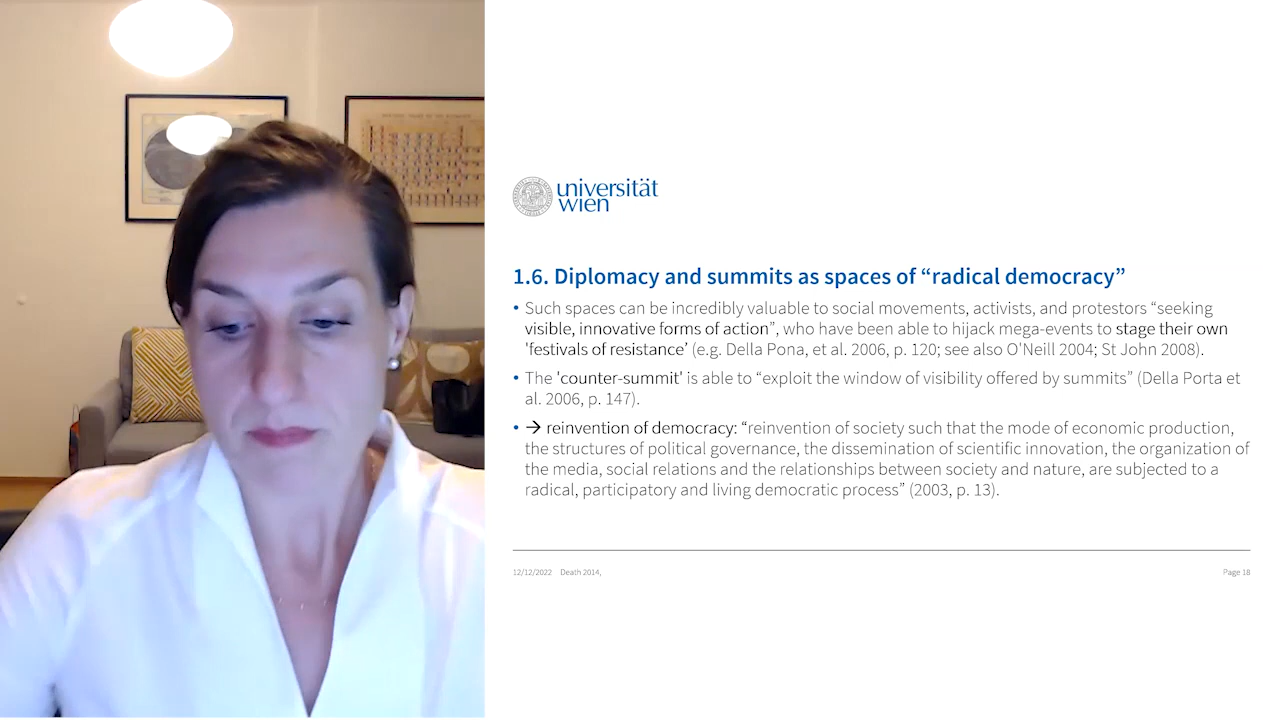 universität
wien
1.6. Diplomacy and summits as spaces of “radical democracy”
• Such spaces can be incredibly valuable to social movements, activists, and protestors “seeking
visible, innovative forms of action”, who have been able to hijack mega-events to stage their own
'festivals of resistance’ (e.g. Della Pona, et al. 2006, p. 120; see also O'Neill 2004; St John 2008).
• The 'counter-summit' is able to “exploit the window of visibility offered by summits” (Della Porta et
al. 2006, p. 147).
• → reinvention of democracy: “reinvention of society such that the mode of economic production,
the structures of political governance, the dissemination of scientific innovation, the organization of
the media, social relations and the relationships between society and nature, are subjected to a
radical, participatory and living democratic process” (2003, p. 13).
12/12/2022 Death 2014,
Page 18